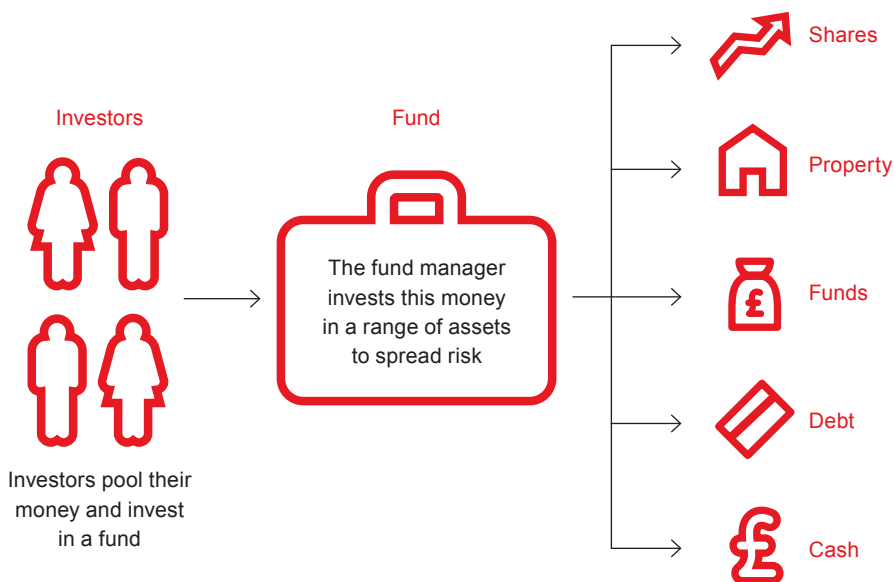 Investors
Investors pool their
money and invest
in a fund
Fund
The fund manager
invests this money
in a range of assets
to spread risk
Shares
Property
£
Funds
Debt
£
Cash